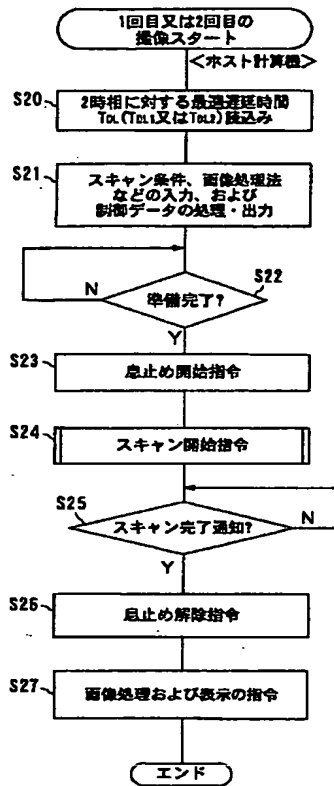 1回目又は2回目の
撮像スタート
＜ホスト計算機＞
S20
2時相に対する最適遅延時間
TDL(TDL1又はTDL2)読込み
S21
スキャン条件、画像処理法
などの入力、および
制御データの処理・出力
S22
N
準備完了?
Y
S23
息止め開始指令
S24
スキャン開始指令
S25
スキャン完了通知?
N
Y
S26
息止め解除指令
S27
画像処理および表示の指令
エンド